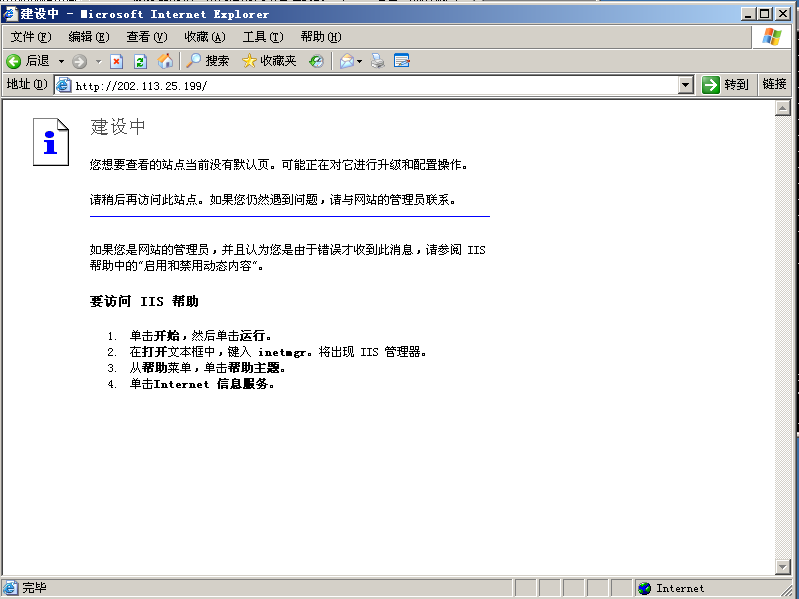 建设中 - Microsoft Internet Explorer
文件(F) 编辑(E) 查看(V) 收藏(A) 工具(T) 帮助(H)
后退 搜索 收藏夹
地址(D) http://202.113.25.199/ 转到 链接
建设中
您想要查看的站点当前没有默认页。可能正在对它进行升级和配置操作。
请稍后再访问此站点。如果您仍然遇到问题，请与网站的管理员联系。
如果您是网站的管理员，并且认为您是由于错误才收到此消息，请参阅 IIS
帮助中的"启用和禁用动态内容"。
要访问 IIS 帮助
1. 单击开始，然后单击运行。
2. 在打开文本框中，键入 inetmgr。将出现 IIS 管理器。
3. 从帮助菜单，单击帮助主题。
4. 单击Internet 信息服务。
完毕 Internet